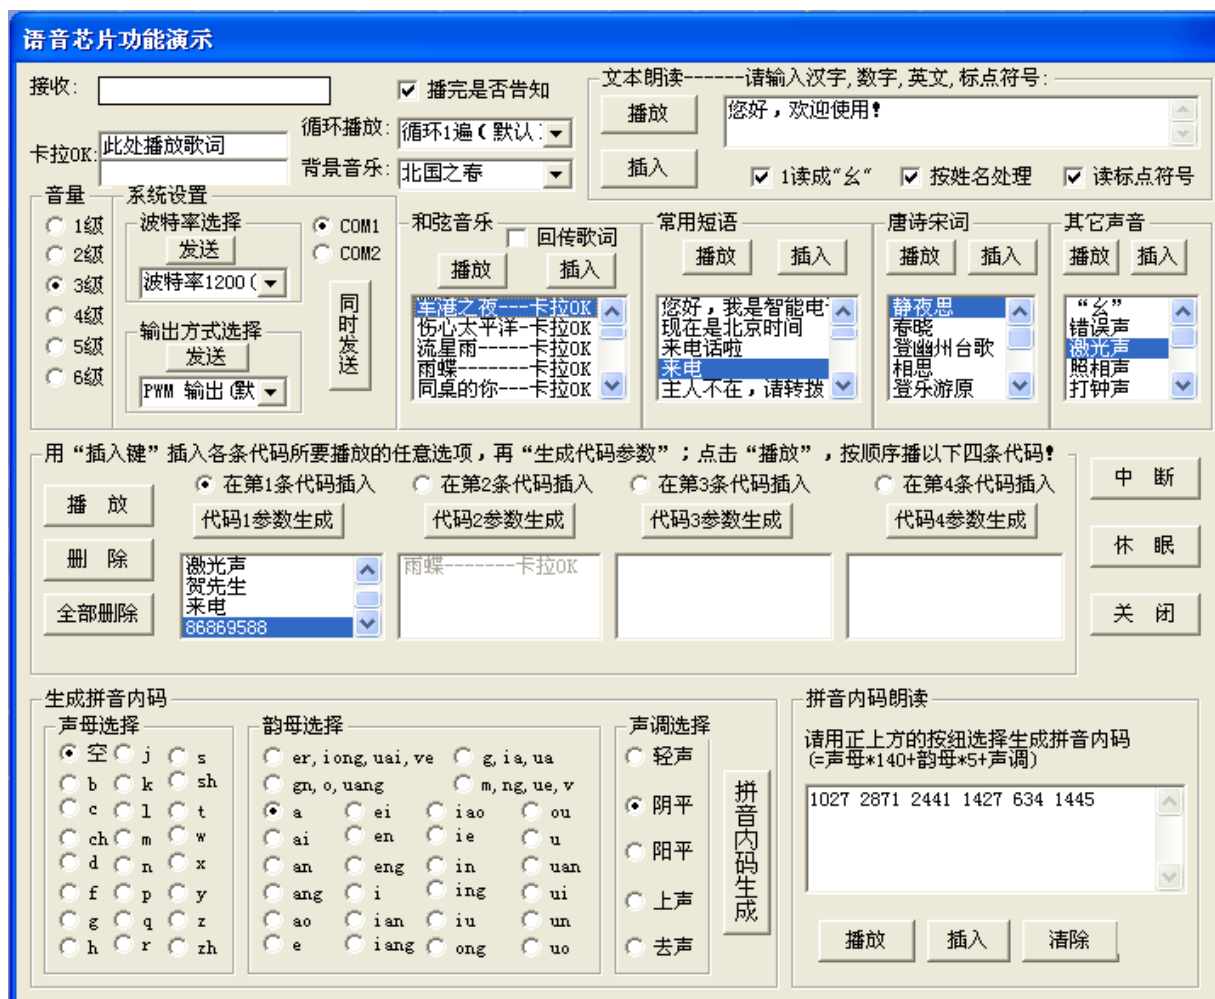 语音芯片功能演示
接收:
播完是否告知
文本朗读------请输入汉字,数字,英文,标点符号:
播放
您好，欢迎使用！
循环播放:
循环1遍( 默认
卡拉OK:
此处播放歌词
背景音乐:
北国之春
插入
1读成“幺”
按姓名处理
读标点符号
音量
1级
2级
3级
4级
5级
6级
系统设置
波特率选择
发送
波特率1200 (
输出方式选择
发送
PWM 输出 (默
COM1
COM2
同时发送
和弦音乐
回传歌词
播放
插入
军港之夜---卡拉OK
伤心太平洋-卡拉OK
流星雨-----卡拉OK
雨蝶-------卡拉OK
同桌的你---卡拉OK
常用短语
播放
插入
您好，我是智能电
现在是北京时间
来电话啦
来电
主人不在，请转拨
唐诗宋词
播放
插入
静夜思
春晓
登幽州台歌
相思
登乐游原
其它声音
播放
插入
“幺”
错误声
激光声
照相声
打钟声
用“插入键”插入各条代码所要播放的任意选项，再“生成代码参数”；点击“播放”，按顺序播以下四条代码！
播 放
删 除
全部删除
在第1条代码插入
在第2条代码插入
在第3条代码插入
在第4条代码插入
代码1参数生成
代码2参数生成
代码3参数生成
代码4参数生成
激光声
贺先生
来电
86869588
雨蝶-------卡拉OK
中 断
休 眠
关 闭
生成拼音内码
声母选择
空 j s
b k sh
c l t
ch m w
d n x
f p y
g q z
h r zh
韵母选择
er, iong, uai, ve g, ia, ua
gn, o, uang m, ng, ue, v
a ei iao ou
ai en ie u
an eng in uan
ang i ing ui
ao ian iu un
e iang ong uo
声调选择
轻声
阴平
阳平
上声
去声
拼音内码生成
拼音内码朗读
请用正上方的按纽选择生成拼音内码
(=声母*140+韵母*5+声调)
1027 2871 2441 1427 634 1445
播放
插入
清除